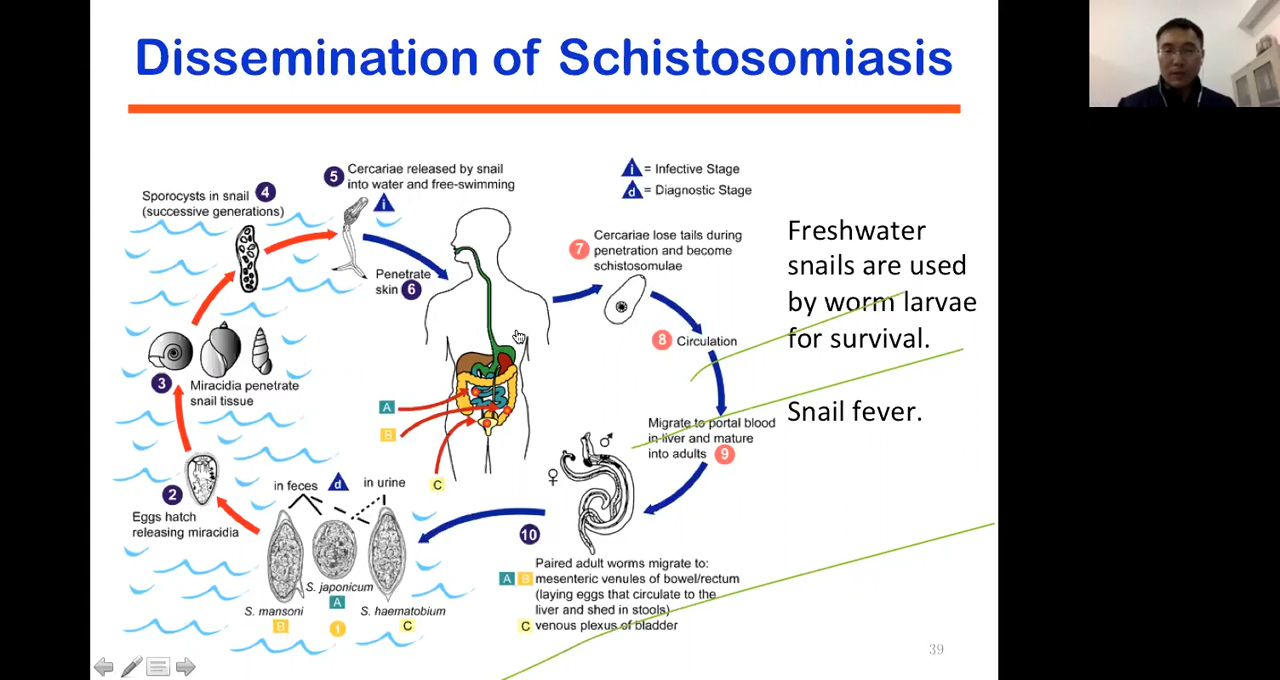 Dissemination of Schistosomiasis
i = Infective Stage
d = Diagnostic Stage
5
Cercariae released by snail
into water and free-swimming
i
4
Sporocysts in snail
(successive generations)
Penetrate
skin 6
7
Cercariae lose tails during
penetration and become
schistosomulae
Freshwater
snails are used
by worm larvae
for survival.
8 Circulation
3
Miracidia penetrate
snail tissue
A
B
C
Snail fever.
Migrate to portal blood
in liver and mature
into adults 9
♂
♀
2
Eggs hatch
releasing miracidia
in feces
d
in urine
10
Paired adult worms migrate to:
A B mesenteric venules of bowel/rectum
(laying eggs that circulate to the
liver and shed in stools)
C venous plexus of bladder
S. japonicum
A
S. mansoni
B
1
S. haematobium
C
39